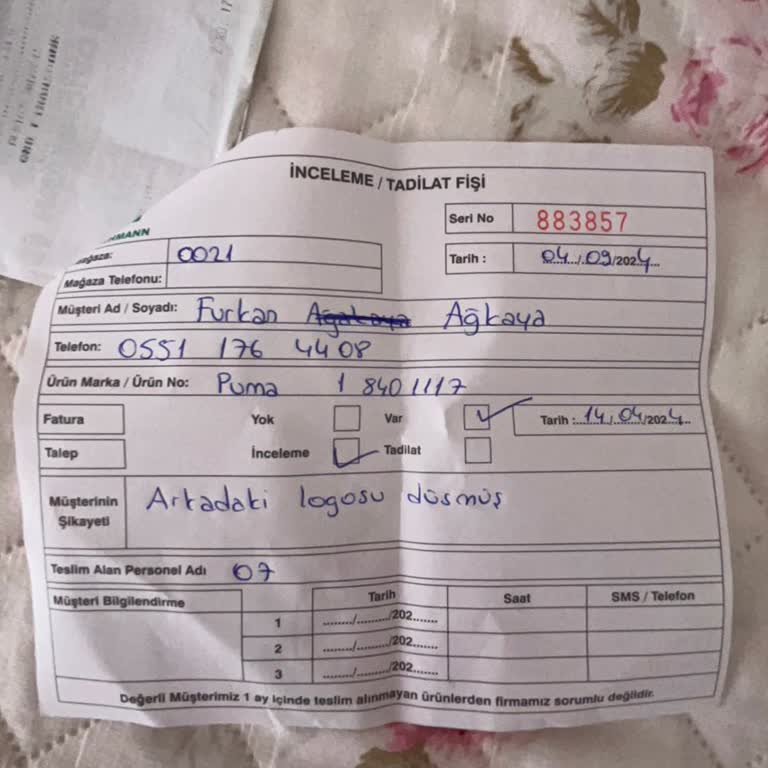 İNCELEME / TADİLAT FİŞİ
Seri No 883857
MANN
0021
Tarih : 04/09/2024
Mağaza Telefonu:
Müşteri Ad / Soyadı: Furkan Ağkaya
Telefon: 0551 176 4408
Ürün Marka / Ürün No: Puma 1 8401117
Fatura Yok Var Tarih : 14/04/2024
Talep İnceleme Tadilat
Müşterinin Şikayeti Arkadaki logosu düşmüş
Teslim Alan Personel Adı 07
Müşteri Bilgilendirme Tarih Saat SMS / Telefon
1 ......../........./202.......
2 ......../........./202.......
3 ......../........./202.......
Değerli Müşterimiz 1 ay içinde teslim alınmayan ürünlerden firmamız sorumlu değildir.